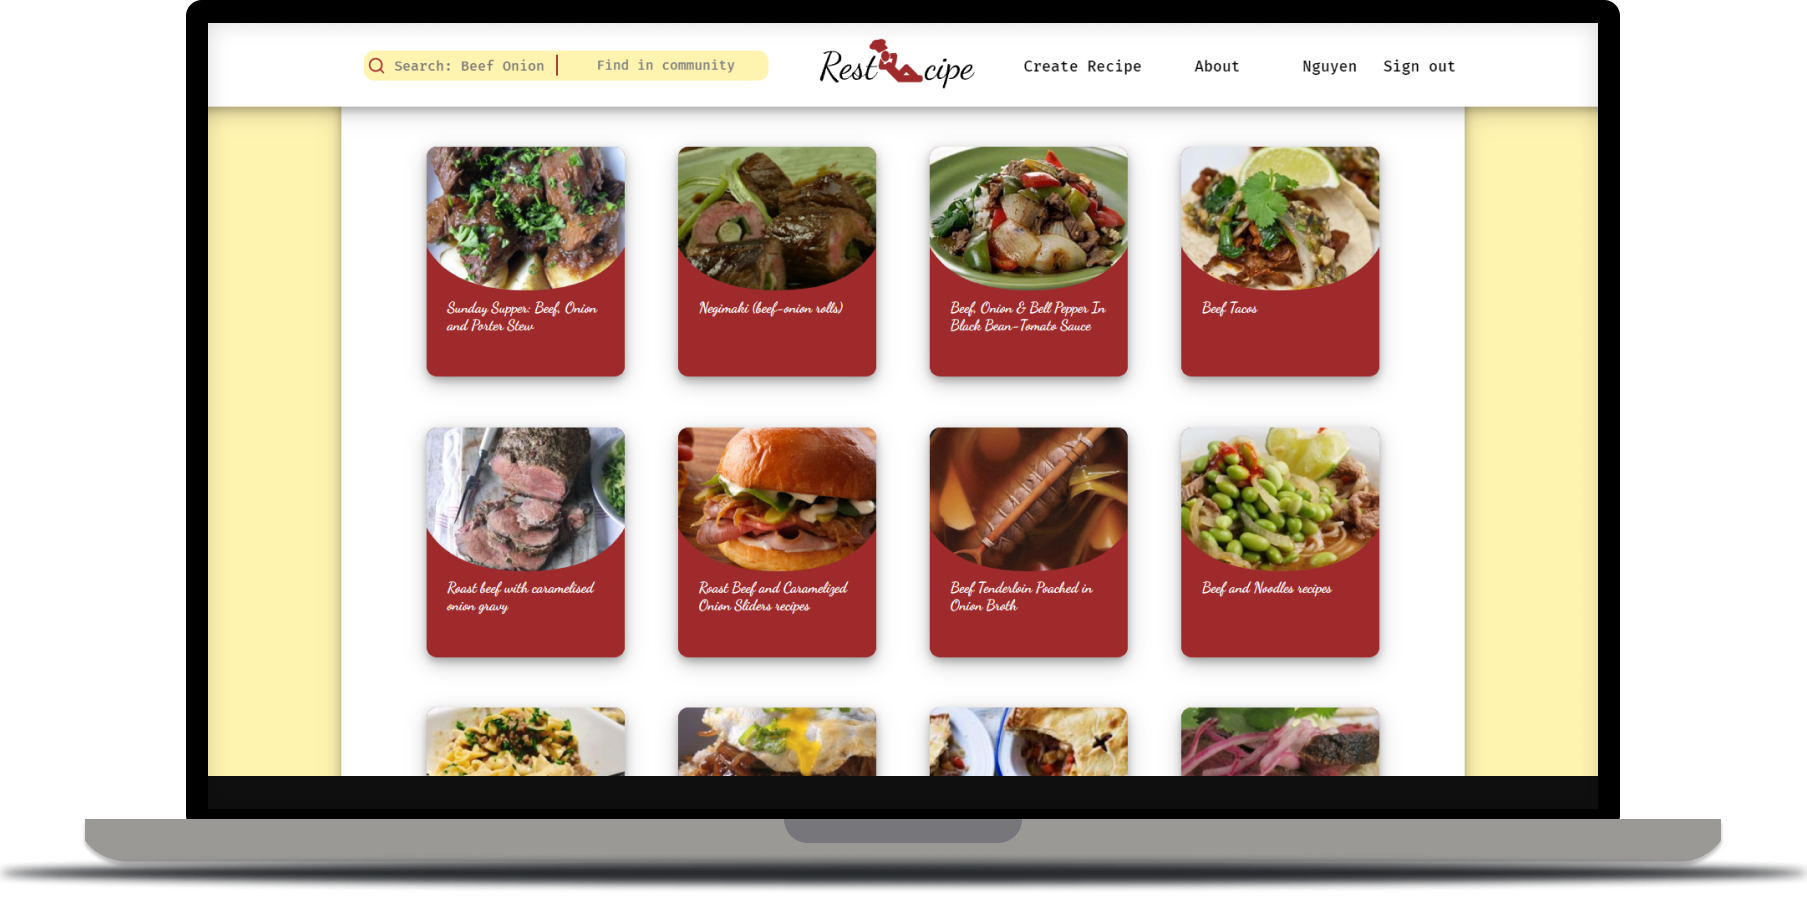 Search: Beef Onion
Find in community
Rest cipe
Create Recipe
About
Nguyen
Sign out
Sunday Supper: Beef, Onion
and Porter Stew
Negimaki (beef-onion rolls)
Beef, Onion & Bell Pepper In
Black Bean-Tomato Sauce
Beef Tacos
Roast beef with caramelised
onion gravy
Roast Beef and Caramelized
Onion Sliders recipes
Beef Tenderloin Poached in
Onion Broth
Beef and Noodles recipes